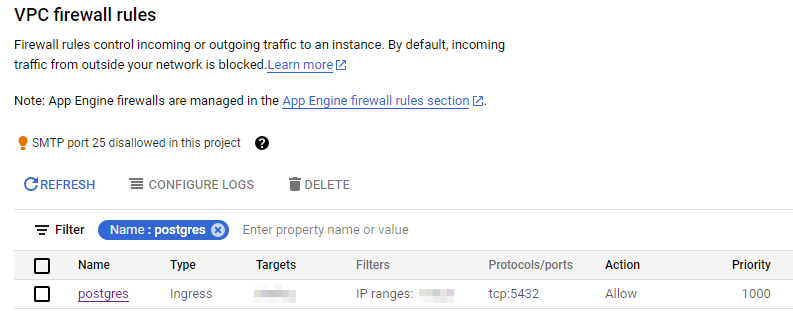 VPC firewall rules
Firewall rules control incoming or outgoing traffic to an instance. By default, incoming
traffic from outside your network is blocked.Learn more
Note: App Engine firewalls are managed in the App Engine firewall rules section.
SMTP port 25 disallowed in this project ?
REFRESH CONFIGURE LOGS DELETE
Filter Name : postgres Enter property name or value
Name Type Targets Filters Protocols/ports Action Priority
postgres Ingress IP ranges: tcp:5432 Allow 1000